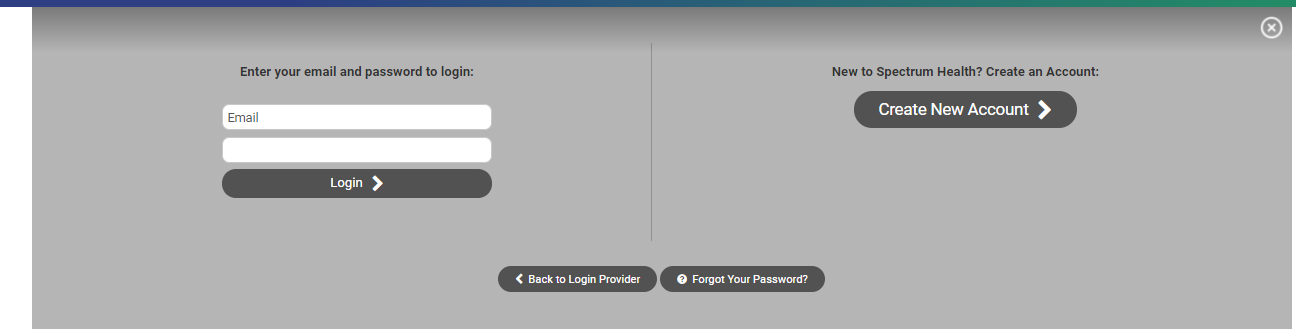 Enter your email and password to login:
Email
Login
New to Spectrum Health? Create an Account:
Create New Account
Back to Login Provider
Forgot Your Password?